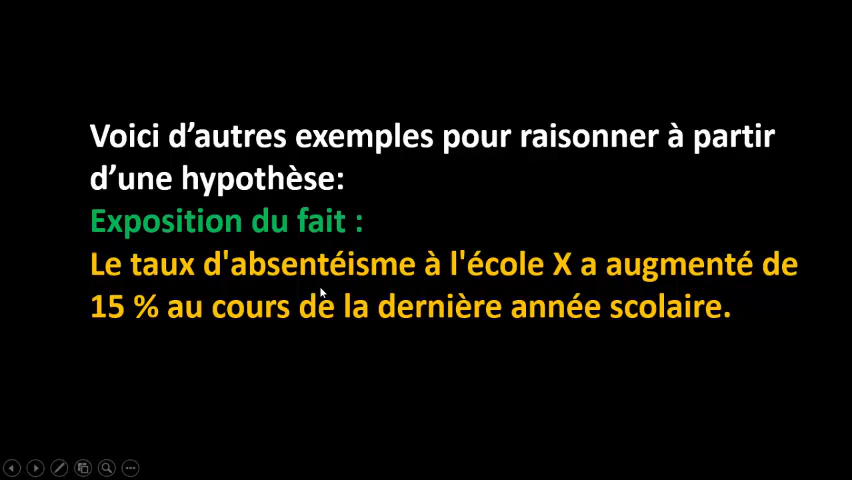 Voici d’autres exemples pour raisonner à partir
d’une hypothèse:
Exposition du fait :
Le taux d'absentéisme à l'école X a augmenté de
15 % au cours de la dernière année scolaire.